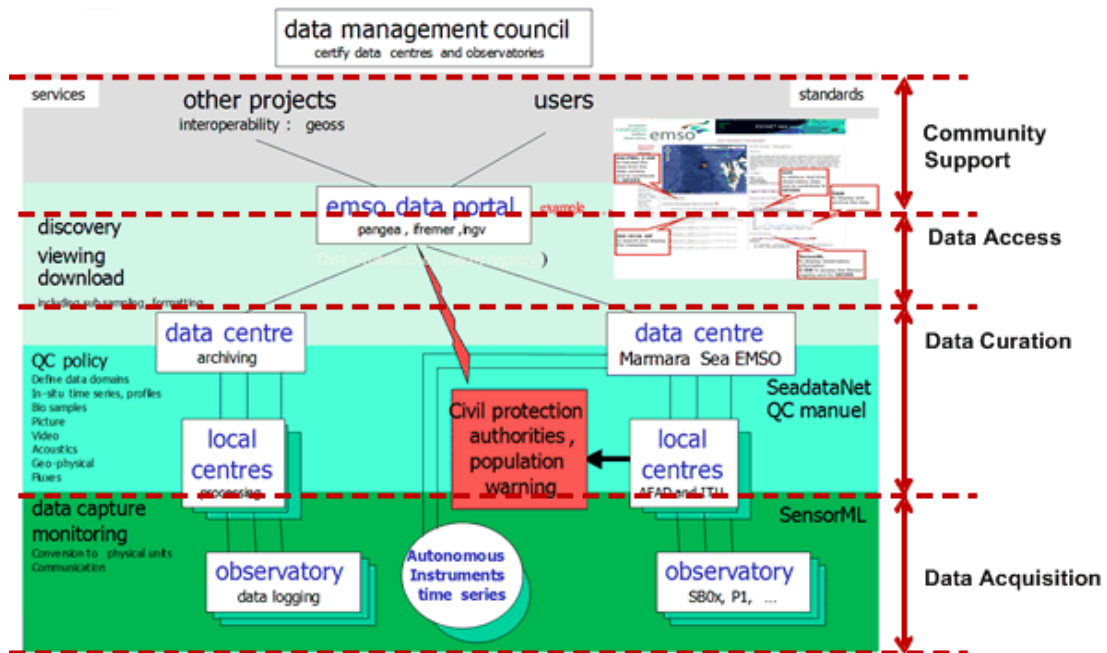 data management council
certify data centres and observatories
services
other projects
interoperability : geoss
users
standards
emso
Community
Support
emso data portal
pangea , ifremer ,ingv
example
)
discovery
viewing
download
including subsampling, formatting
Data Access
data centre
archiving
data centre
Marmara Sea EMSO
Data Curation
QC policy
Define data domains
In-situ time series, profiles
Bio samples
Picture
Video
Acoustics
Geo-physical
Fluxes
SeadataNet
QC manuel
local
centres
processing
Civil protection
authorities ,
population
warning
local
centres
AFAD and ITU
data capture
monitoring
Conversion to physical units
Communication
SensorML
observatory
data logging
Autonomous
Instruments
time series
observatory
SB0x, P1, ...
Data Acquisition